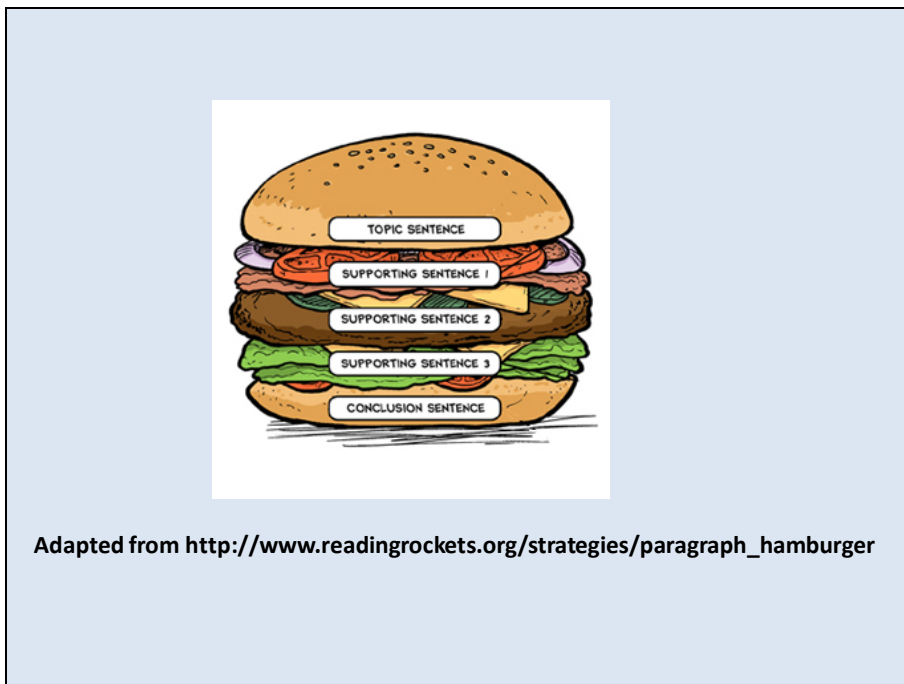 TOPIC SENTENCE
SUPPORTING SENTENCE 1
SUPPORTING SENTENCE 2
SUPPORTING SENTENCE 3
CONCLUSION SENTENCE
Adapted from http://www.readingrockets.org/strategies/paragraph_hamburger